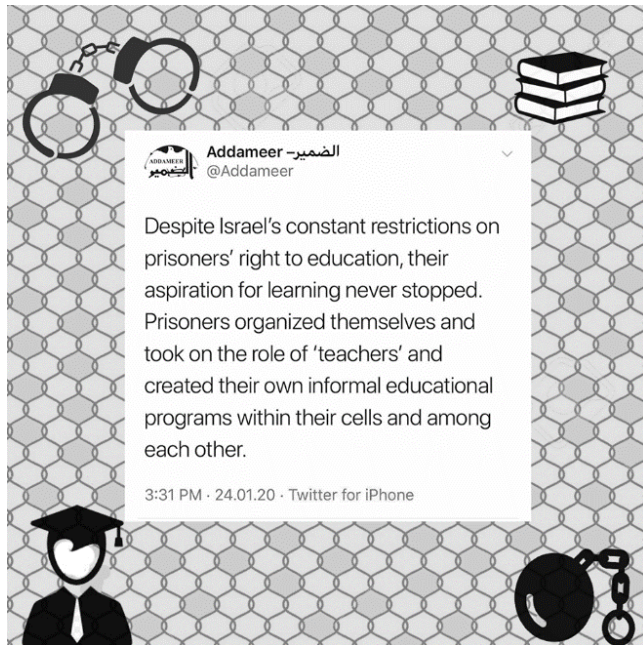 ADDAMEER
الضمير
Addameer –الضمير
@Addameer
Despite Israel’s constant restrictions on
prisoners’ right to education, their
aspiration for learning never stopped.
Prisoners organized themselves and
took on the role of ‘teachers’ and
created their own informal educational
programs within their cells and among
each other.
3:31 PM · 24.01.20 · Twitter for iPhone